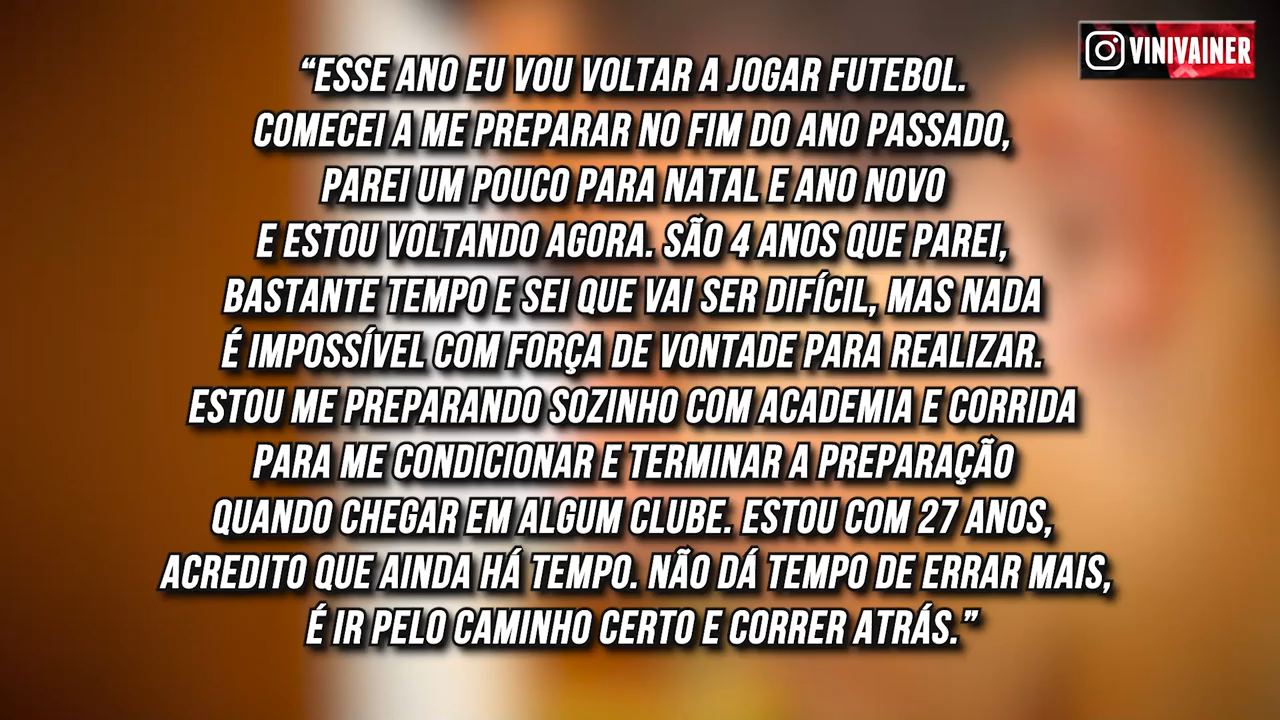 VINIVAINER
“ESSE ANO EU VOU VOLTAR A JOGAR FUTEBOL.
COMECEI A ME PREPARAR NO FIM DO ANO PASSADO,
PAREI UM POUCO PARA NATAL E ANO NOVO
E ESTOU VOLTANDO AGORA. SÃO 4 ANOS QUE PAREI,
BASTANTE TEMPO E SEI QUE VAI SER DIFÍCIL, MAS NADA
É IMPOSSÍVEL COM FORÇA DE VONTADE PARA REALIZAR.
ESTOU ME PREPARANDO SOZINHO COM ACADEMIA E CORRIDA
PARA ME CONDICIONAR E TERMINAR A PREPARAÇÃO
QUANDO CHEGAR EM ALGUM CLUBE. ESTOU COM 27 ANOS,
ACREDITO QUE AINDA HÁ TEMPO. NÃO DÁ TEMPO DE ERRAR MAIS,
É IR PELO CAMINHO CERTO E CORRER ATRÁS.”